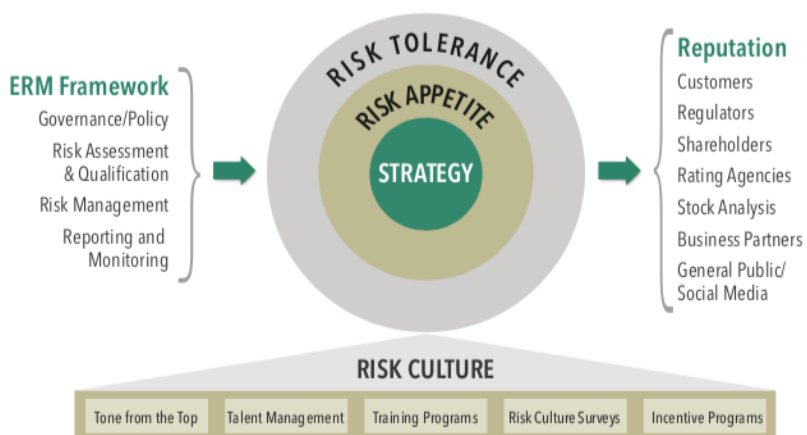 ERM Framework
Governance/Policy
Risk Assessment
& Qualification
Risk Management
Reporting and
Monitoring
RISK TOLERANCE
RISK APPETITE
STRATEGY
Reputation
Customers
Regulators
Shareholders
Rating Agencies
Stock Analysis
Business Partners
General Public/
Social Media
RISK CULTURE
Tone from the Top
Talent Management
Training Programs
Risk Culture Surveys
Incentive Programs